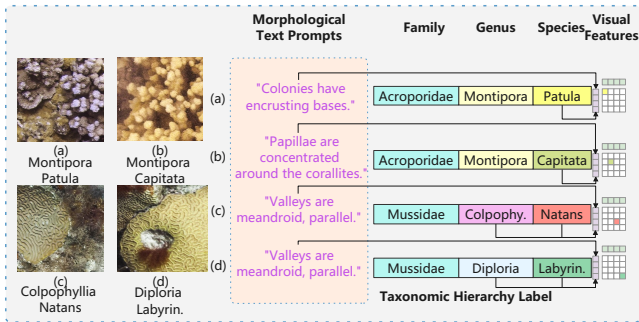 Morphological
Text Prompts
Family
Genus
Species
Visual
Features
(a)
Montipora
Patula
(b)
Montipora
Capitata
(c)
Colpophyllia
Natans
(d)
Diploria
Labyrin.
(a)
"Colonies have
encrusting bases."
Acroporidae
Montipora
Patula
(b)
"Papillae are
concentrated
around the corallites."
Acroporidae
Montipora
Capitata
(c)
"Valleys are
meandroid, parallel."
Mussidae
Colpophy.
Natans
(d)
"Valleys are
meandroid, parallel."
Mussidae
Diploria
Labyrin.
Taxonomic Hierarchy Label